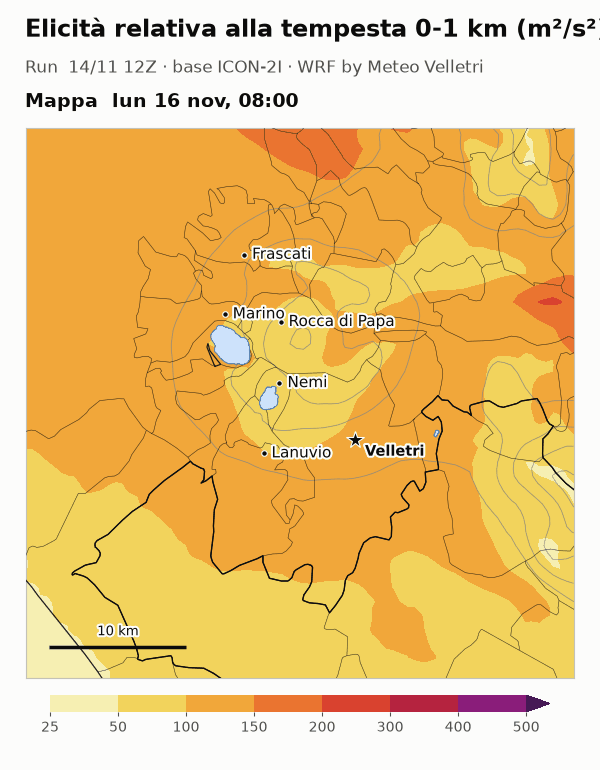 Elicità relativa alla tempesta 0-1 km (m²/s²)
Run  14/11 12Z · base ICON-2I · WRF by Meteo Velletri
Mappa  lun 16 nov, 08:00
Frascati
Marino
Rocca di Papa
Nemi
Velletri
Lanuvio
10 km
25 50 100 150 200 300 400 500